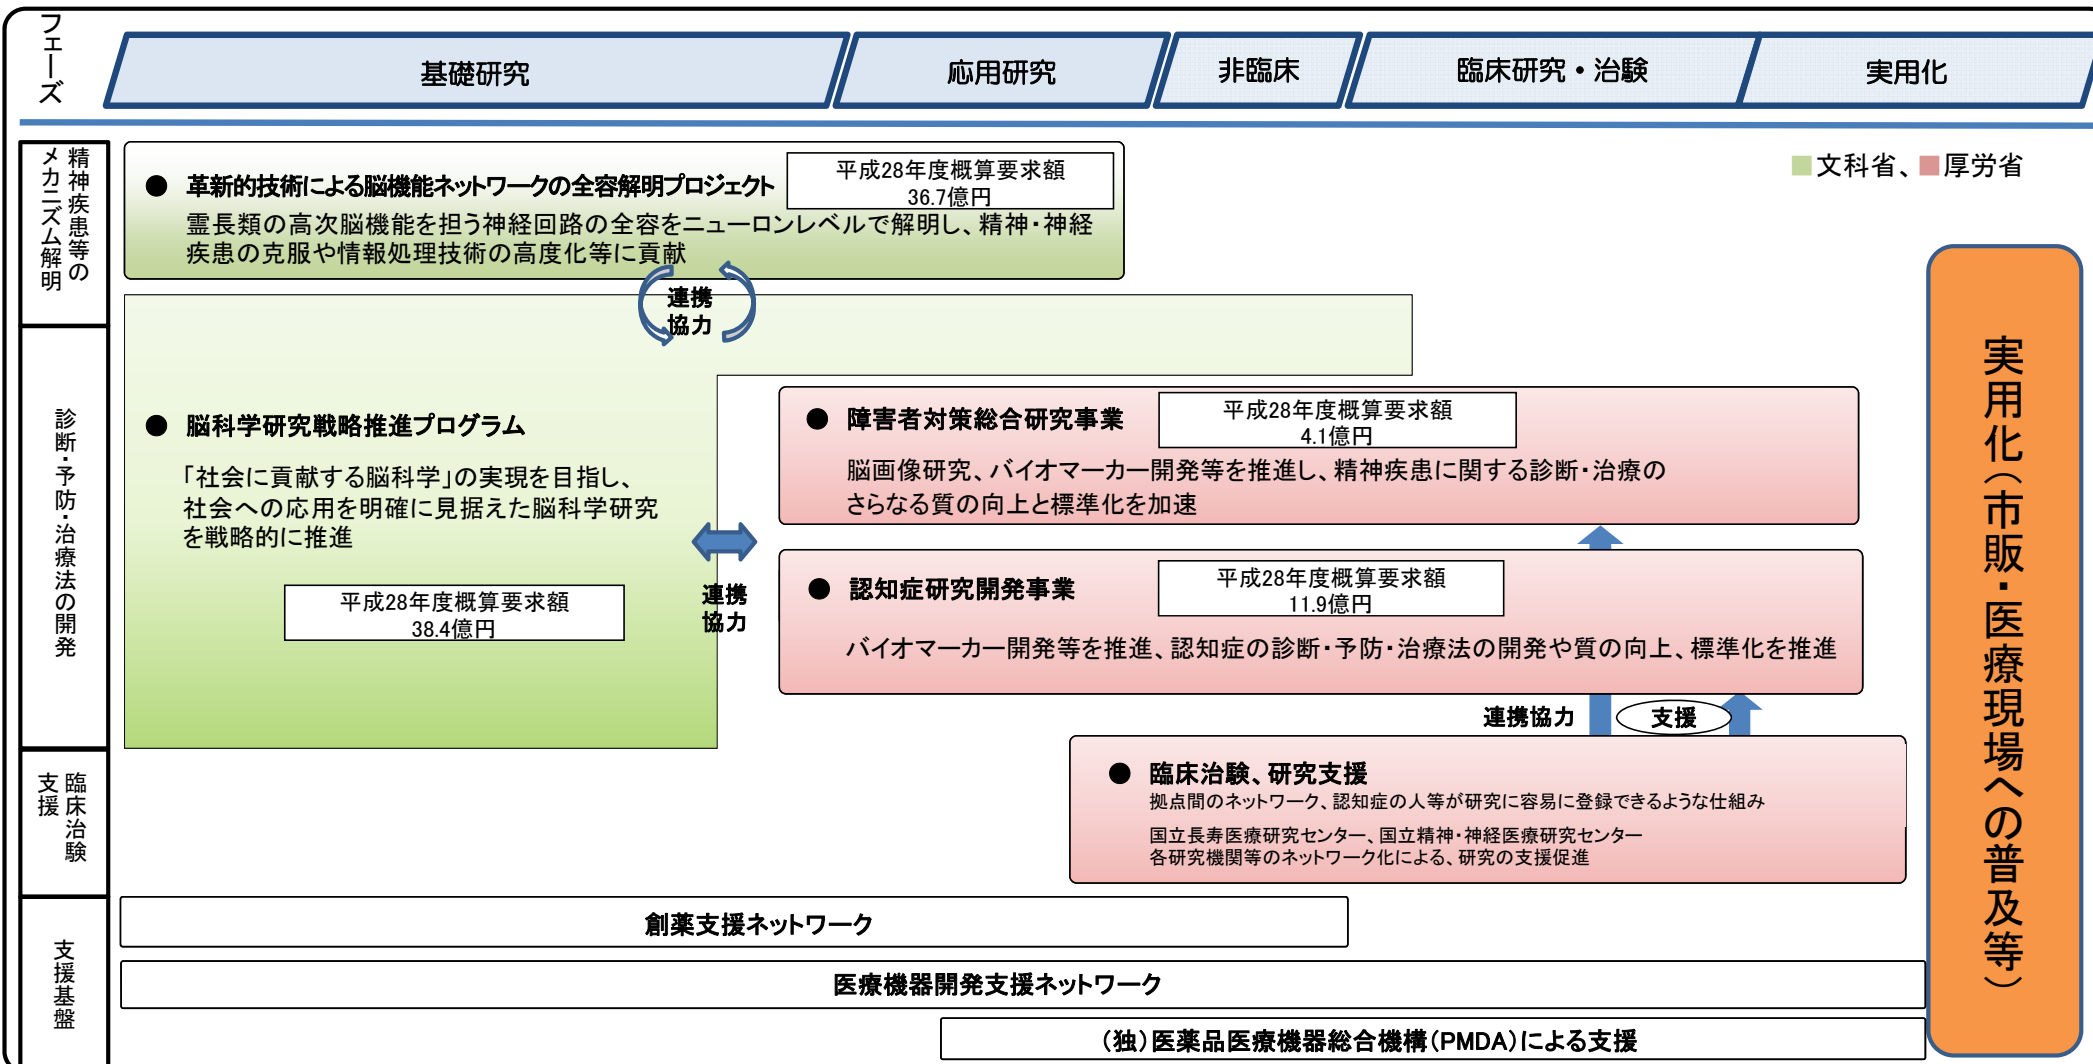 フェーズ
基礎研究
応用研究
非臨床
臨床研究・治験
実用化
■文科省、■厚労省
精神疾患等の
メカニズム解明
● 革新的技術による脳機能ネットワークの全容解明プロジェクト
平成28年度概算要求額
36.7億円
霊長類の高次脳機能を担う神経回路の全容をニューロンレベルで解明し、精神・神経
疾患の克服や情報処理技術の高度化等に貢献
連携
協力
診断・予防・治療法の開発
● 脳科学研究戦略推進プログラム
「社会に貢献する脳科学」の実現を目指し、
社会への応用を明確に見据えた脳科学研究
を戦略的に推進
平成28年度概算要求額
38.4億円
連携
協力
● 障害者対策総合研究事業
平成28年度概算要求額
4.1億円
脳画像研究、バイオマーカー開発等を推進し、精神疾患に関する診断・治療の
さらなる質の向上と標準化を加速
● 認知症研究開発事業
平成28年度概算要求額
11.9億円
バイオマーカー開発等を推進、認知症の診断・予防・治療法の開発や質の向上、標準化を推進
連携協力
支援
臨床治験
支援
● 臨床治験、研究支援
拠点間のネットワーク、認知症の人等が研究に容易に登録できるような仕組み
国立長寿医療研究センター、国立精神・神経医療研究センター
各研究機関等のネットワーク化による、研究の支援促進
支援基盤
創薬支援ネットワーク
医療機器開発支援ネットワーク
(独)医薬品医療機器総合機構(PMDA)による支援
実用化(市販・医療現場への普及等)